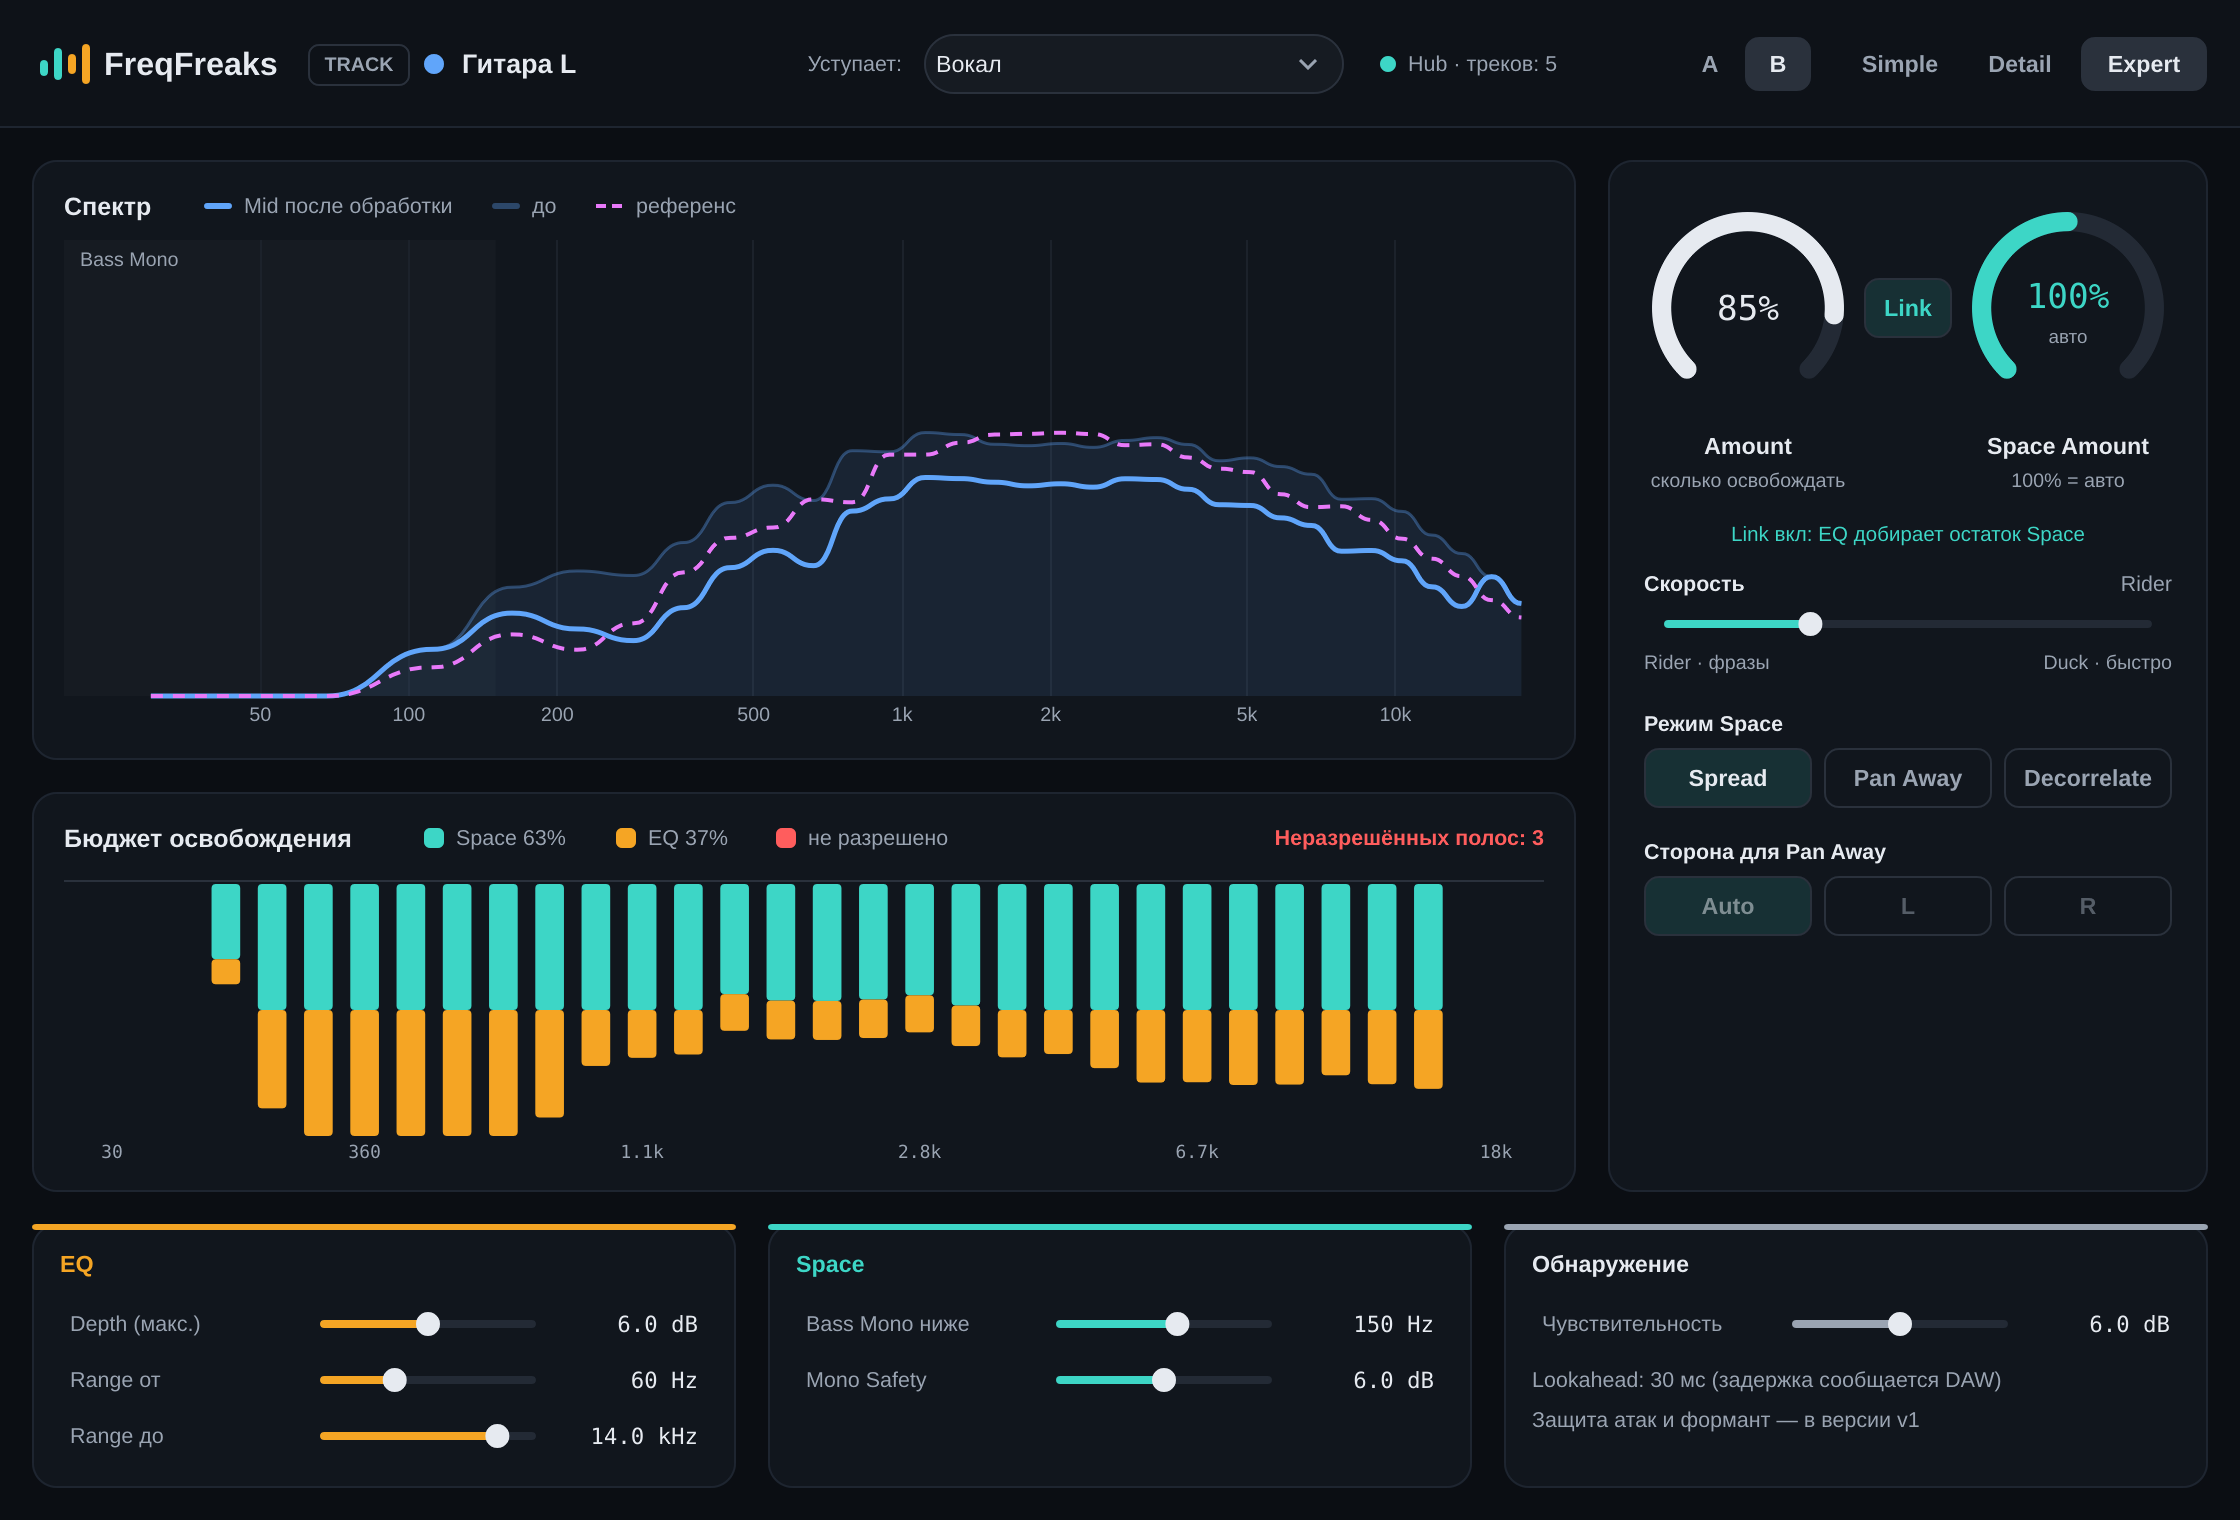 FreqFreaks TRACK Гитара L Уступает: Вокал Hub · треков: 5 A B Simple Detail Expert
Спектр Mid после обработки до референс
Bass Mono
50 100 200 500 1k 2k 5k 10k
Бюджет освобождения Space 63% EQ 37% не разрешено Неразрешённых полос: 3
30 360 1.1k 2.8k 6.7k 18k
85% Link 100%
авто
Amount Space Amount
сколько освобождать 100% = авто
Link вкл: EQ добирает остаток Space
Скорость Rider
Rider · фразы Duck · быстро
Режим Space
Spread Pan Away Decorrelate
Сторона для Pan Away
Auto L R
EQ
Depth (макс.) 6.0 dB
Range от 60 Hz
Range до 14.0 kHz
Space
Bass Mono ниже 150 Hz
Mono Safety 6.0 dB
Обнаружение
Чувствительность 6.0 dB
Lookahead: 30 мс (задержка сообщается DAW)
Защита атак и формант — в версии v1